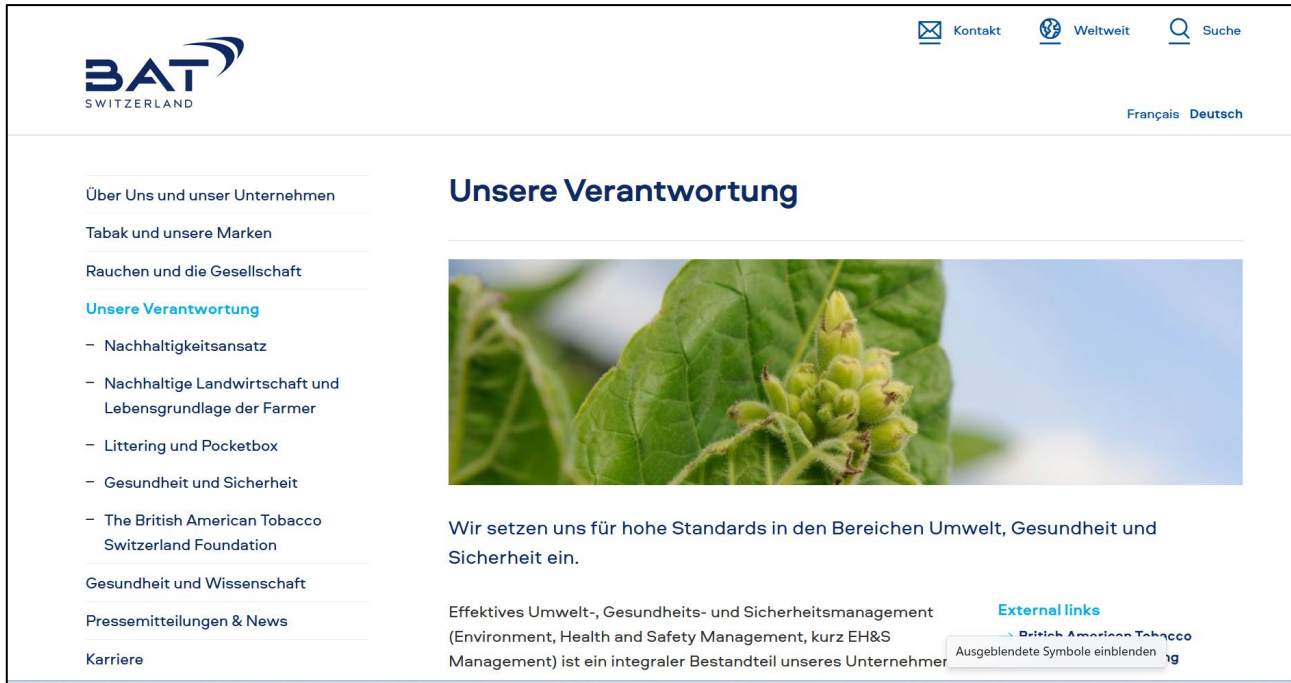 Kontakt Weltweit Suche
BAT
SWITZERLAND
Français Deutsch
Über Uns und unser Unternehmen
Tabak und unsere Marken
Rauchen und die Gesellschaft
Unsere Verantwortung
– Nachhaltigkeitsansatz
– Nachhaltige Landwirtschaft und
Lebensgrundlage der Farmer
– Littering und Pocketbox
– Gesundheit und Sicherheit
– The British American Tobacco
Switzerland Foundation
Gesundheit und Wissenschaft
Pressemitteilungen & News
Karriere
Unsere Verantwortung
Wir setzen uns für hohe Standards in den Bereichen Umwelt, Gesundheit und
Sicherheit ein.
Effektives Umwelt-, Gesundheits- und Sicherheitsmanagement
(Environment, Health and Safety Management, kurz EH&S
Management) ist ein integraler Bestandteil unseres
External links
→ British American Tobacco
Ausgeblendete Symbole einblenden